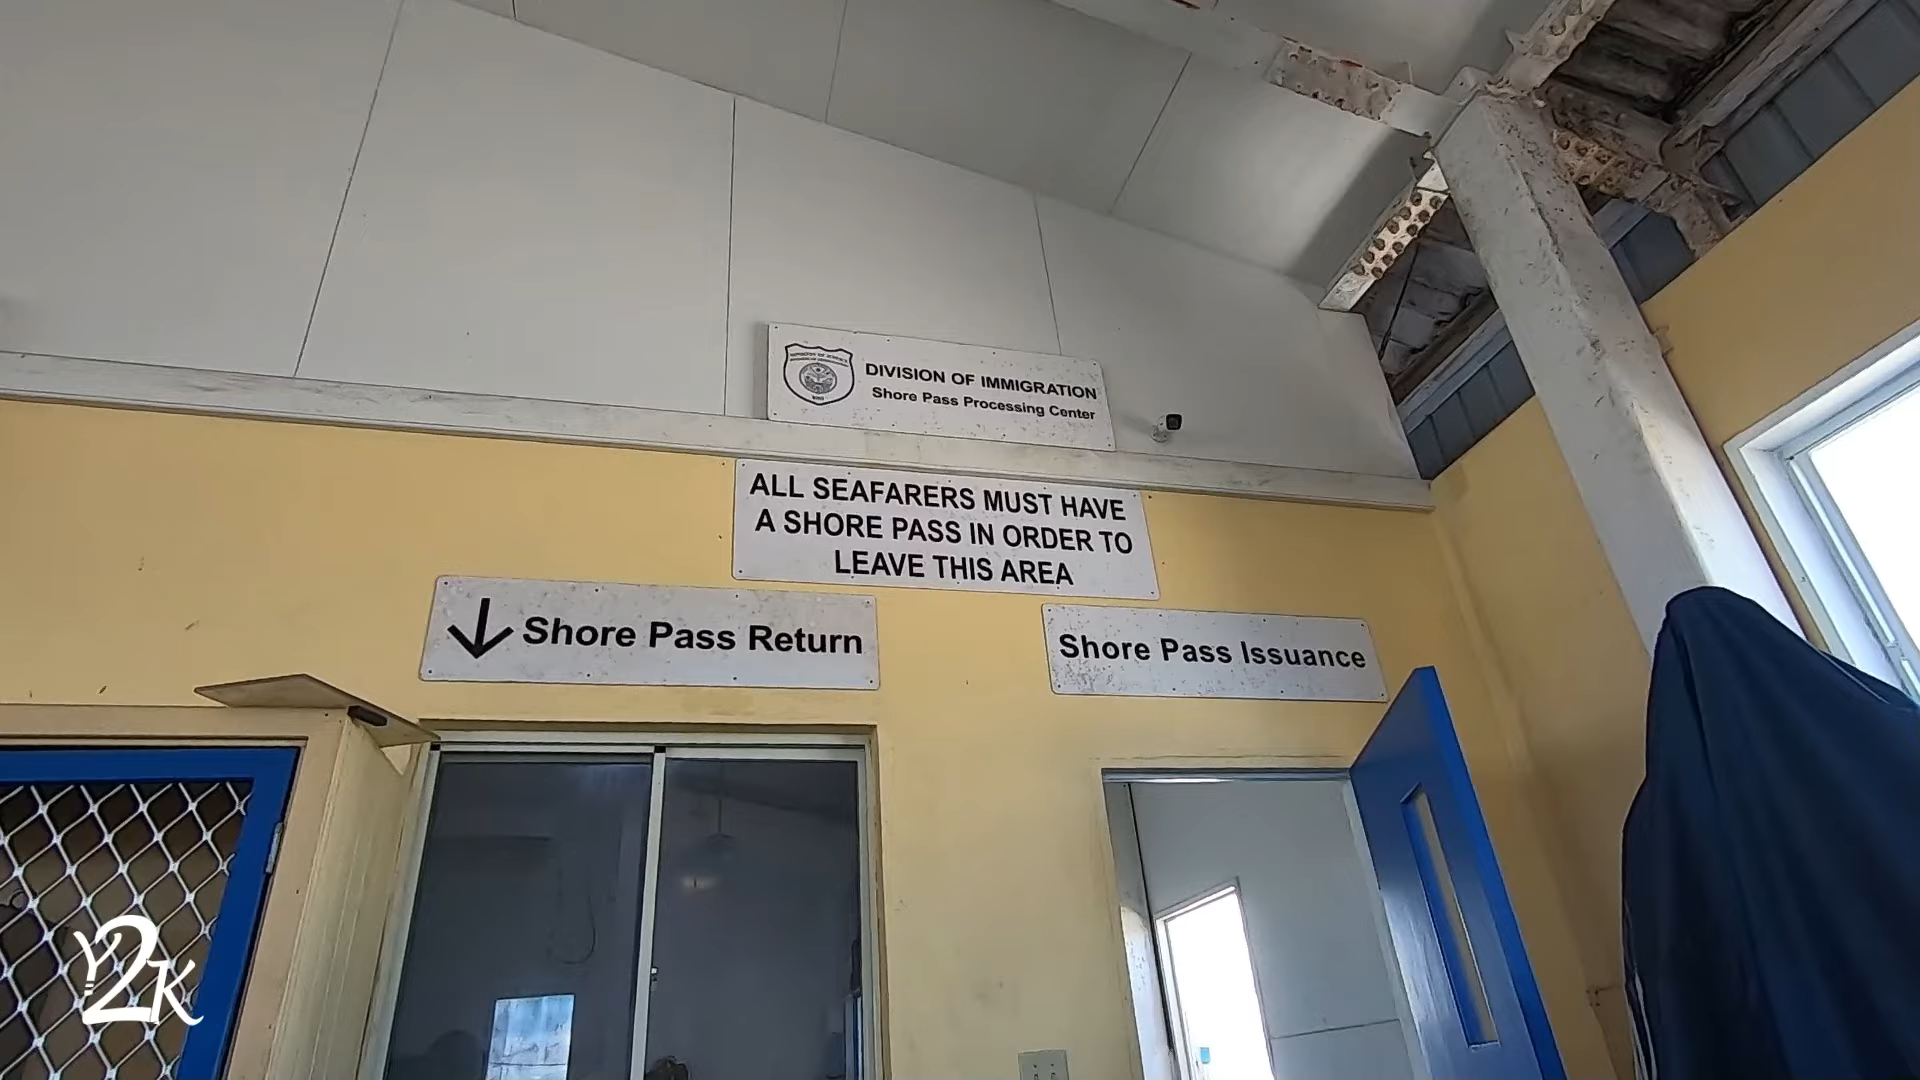 DIVISION OF IMMIGRATION
Shore Pass Processing Center
ALL SEAFARERS MUST HAVE
A SHORE PASS IN ORDER TO
LEAVE THIS AREA
Shore Pass Return
Shore Pass Issuance
Y2K